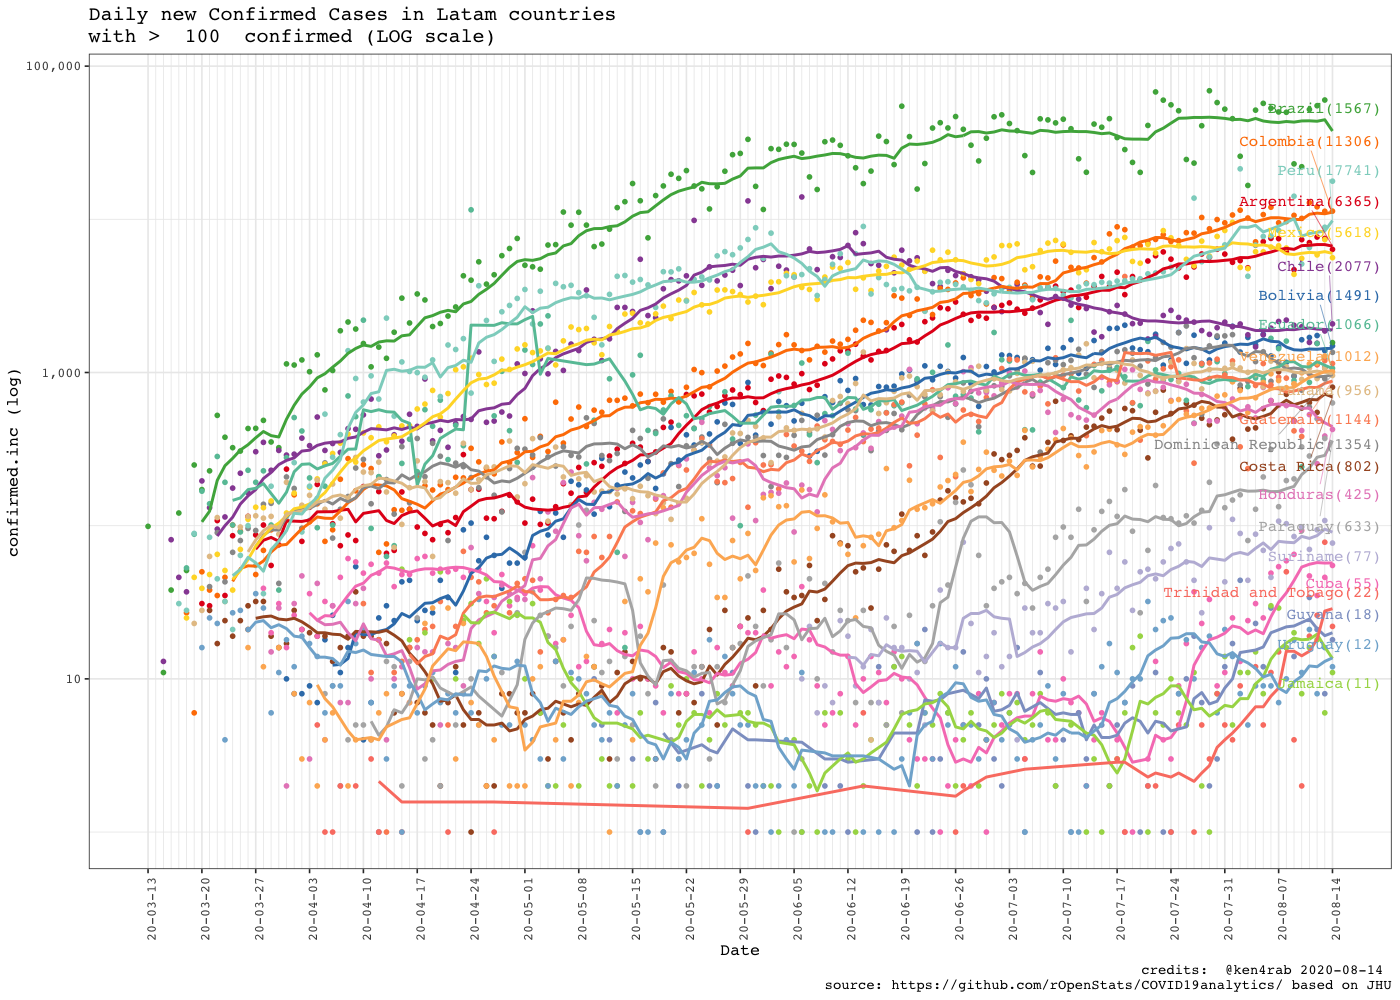 Daily new Confirmed Cases in Latam countries
with >  100  confirmed (LOG scale)
100,000
1,000
10
confirmed.inc (log)
Brazil(1567)
Colombia(11306)
Peru(17741)
Argentina(6365)
Mexico(5618)
Chile(2077)
Bolivia(1491)
Ecuador(1066)
Venezuela(1012)
Panama(956)
Guatemala(1144)
Dominican Republic(1354)
Costa Rica(802)
Honduras(425)
Paraguay(633)
Suriname(77)
Cuba(55)
Trinidad and Tobago(22)
Guyana(18)
Uruguay(12)
Jamaica(11)
20-03-13
20-03-20
20-03-27
20-04-03
20-04-10
20-04-17
20-04-24
20-05-01
20-05-08
20-05-15
20-05-22
20-05-29
20-06-05
20-06-12
20-06-19
20-06-26
20-07-03
20-07-10
20-07-17
20-07-24
20-07-31
20-08-07
20-08-14
Date
credits:  @ken4rab 2020-08-14
source: https://github.com/rOpenStats/COVID19analytics/ based on JHU